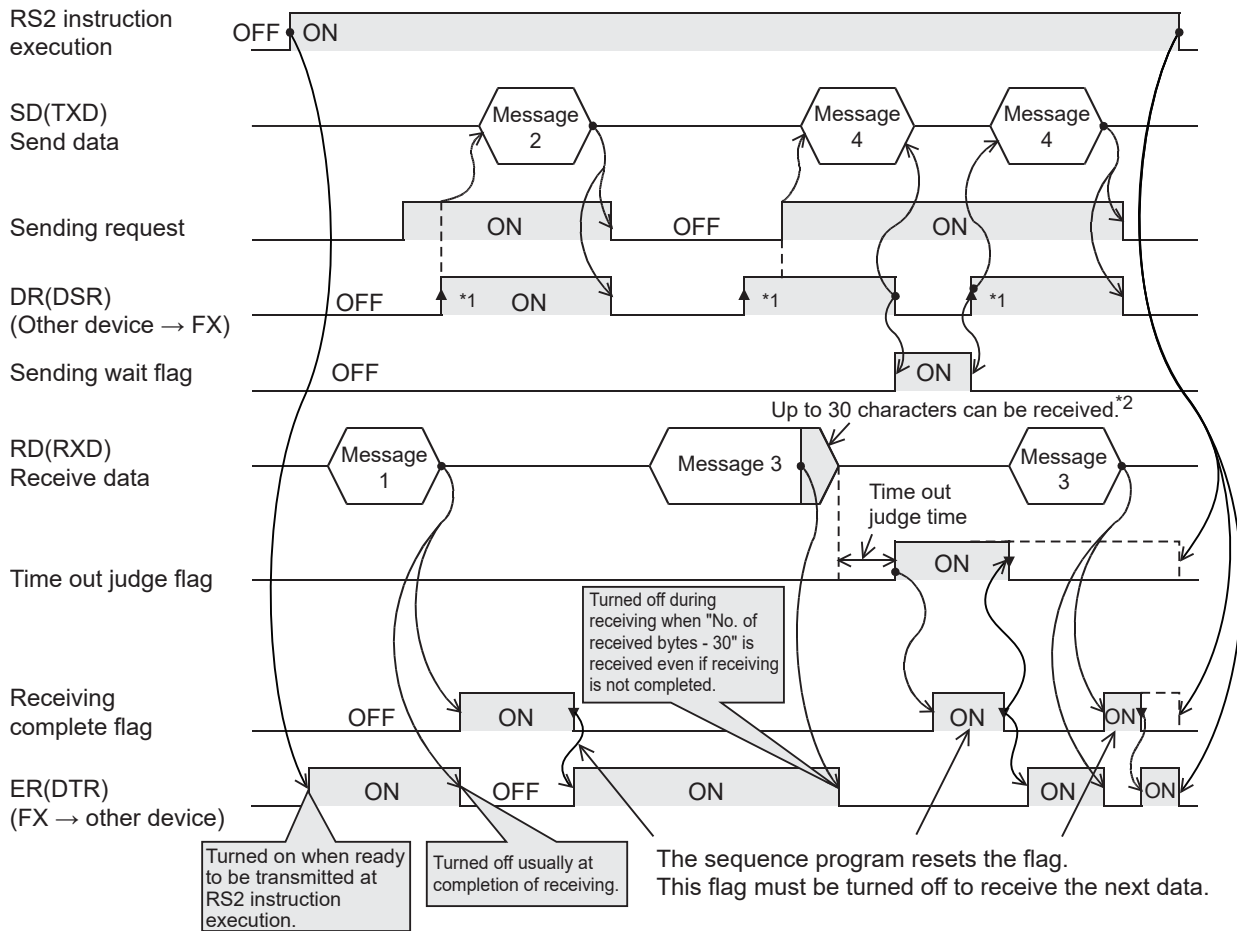 RS2 instruction
execution
OFF
ON
SD(TXD)
Send data
Message
2
Message
4
Message
4
Sending request
ON
OFF
ON
DR(DSR)
(Other device → FX)
OFF
*1
ON
*1
*1
Sending wait flag
OFF
ON
Up to 30 characters can be received.*2
RD(RXD)
Receive data
Message
1
Message 3
Message
3
Time out
judge time
Time out judge flag
ON
Turned off during
receiving when "No. of
received bytes - 30" is
received even if receiving
is not completed.
Receiving
complete flag
OFF
ON
ON
ON
ER(DTR)
(FX → other device)
ON
OFF
ON
ON
ON
Turned on when ready
to be transmitted at
RS2 instruction
execution.
Turned off usually at
completion of receiving.
The sequence program resets the flag.
This flag must be turned off to receive the next data.